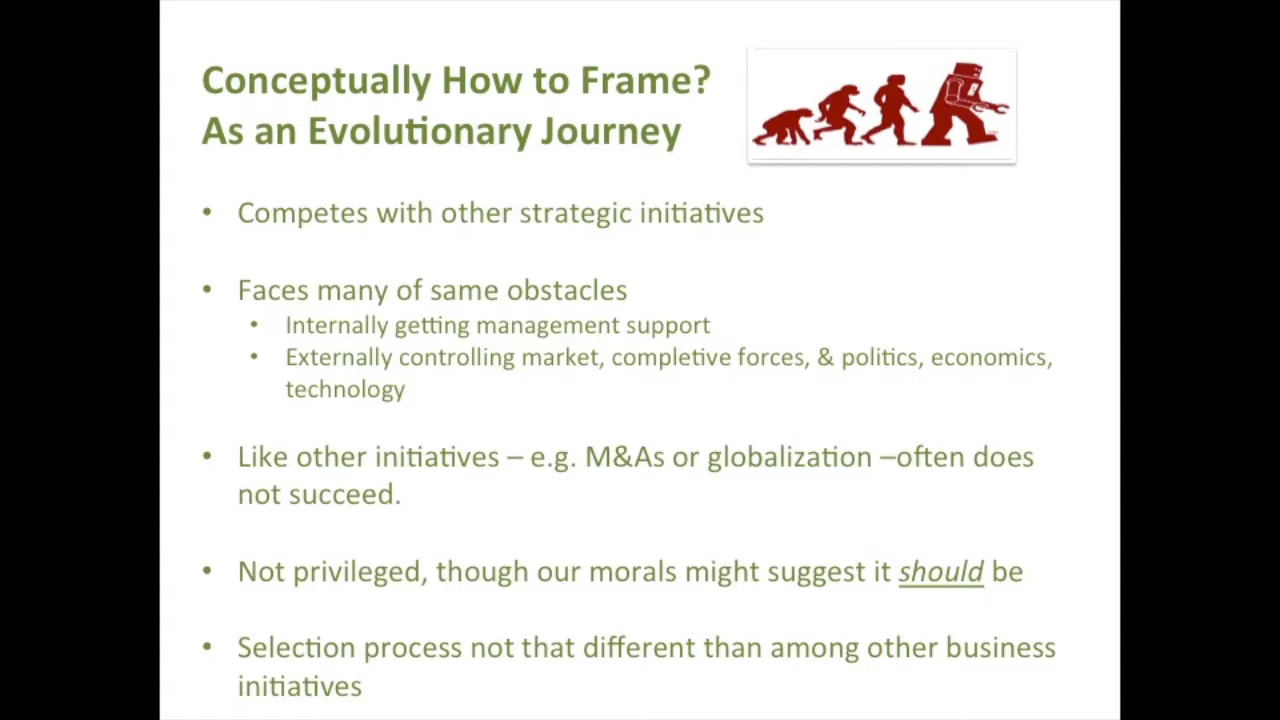 Conceptually How to Frame?
As an Evolutionary Journey
• Competes with other strategic initiatives
• Faces many of same obstacles
• Internally getting management support
• Externally controlling market, completive forces, & politics, economics,
technology
• Like other initiatives – e.g. M&As or globalization –often does
not succeed.
• Not privileged, though our morals might suggest it should be
• Selection process not that different than among other business
initiatives